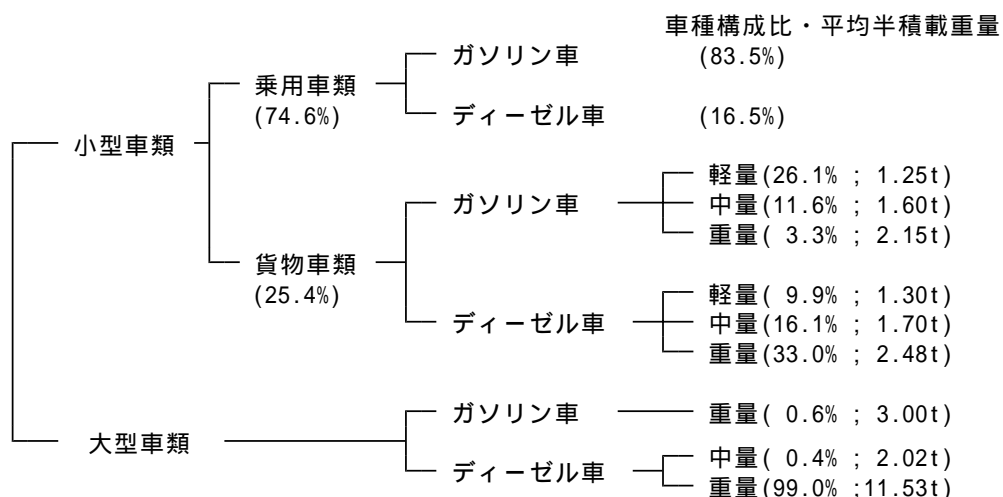 車種構成比・平均半積載重量
ガソリン車 (83.5%)
乗用車類
(74.6%)
ディーゼル車 (16.5%)
小型車類
軽量(26.1% ; 1.25t)
ガソリン車 中量(11.6% ; 1.60t)
重量( 3.3% ; 2.15t)
貨物車類
(25.4%)
軽量( 9.9% ; 1.30t)
ディーゼル車 中量(16.1% ; 1.70t)
重量(33.0% ; 2.48t)
ガソリン車 重量( 0.6% ; 3.00t)
大型車類
中量( 0.4% ; 2.02t)
ディーゼル車
重量(99.0% ;11.53t)